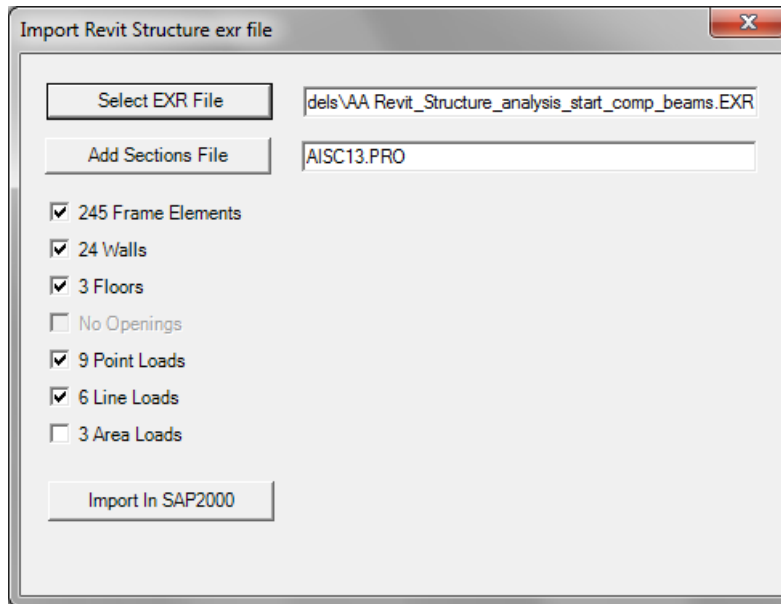 Import Revit Structure exr file
Select EXR File
dels\AA Revit_Structure_analysis_start_comp_beams.EXR
Add Sections File
AISC13.PRO
245 Frame Elements
24 Walls
3 Floors
No Openings
9 Point Loads
6 Line Loads
3 Area Loads
Import In SAP2000